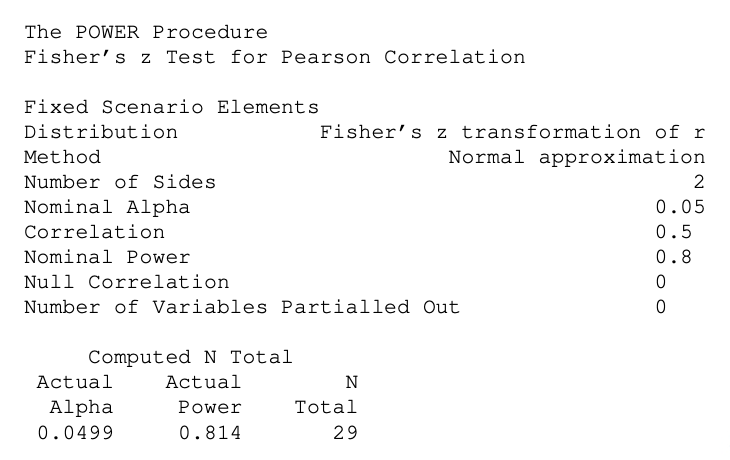 The POWER Procedure
Fisher’s z Test for Pearson Correlation
Fixed Scenario Elements
Distribution Fisher’s z transformation of r
Method Normal approximation
Number of Sides 2
Nominal Alpha 0.05
Correlation 0.5
Nominal Power 0.8
Null Correlation 0
Number of Variables Partialled Out 0
Computed N Total
Actual Actual N
Alpha Power Total
0.0499 0.814 29